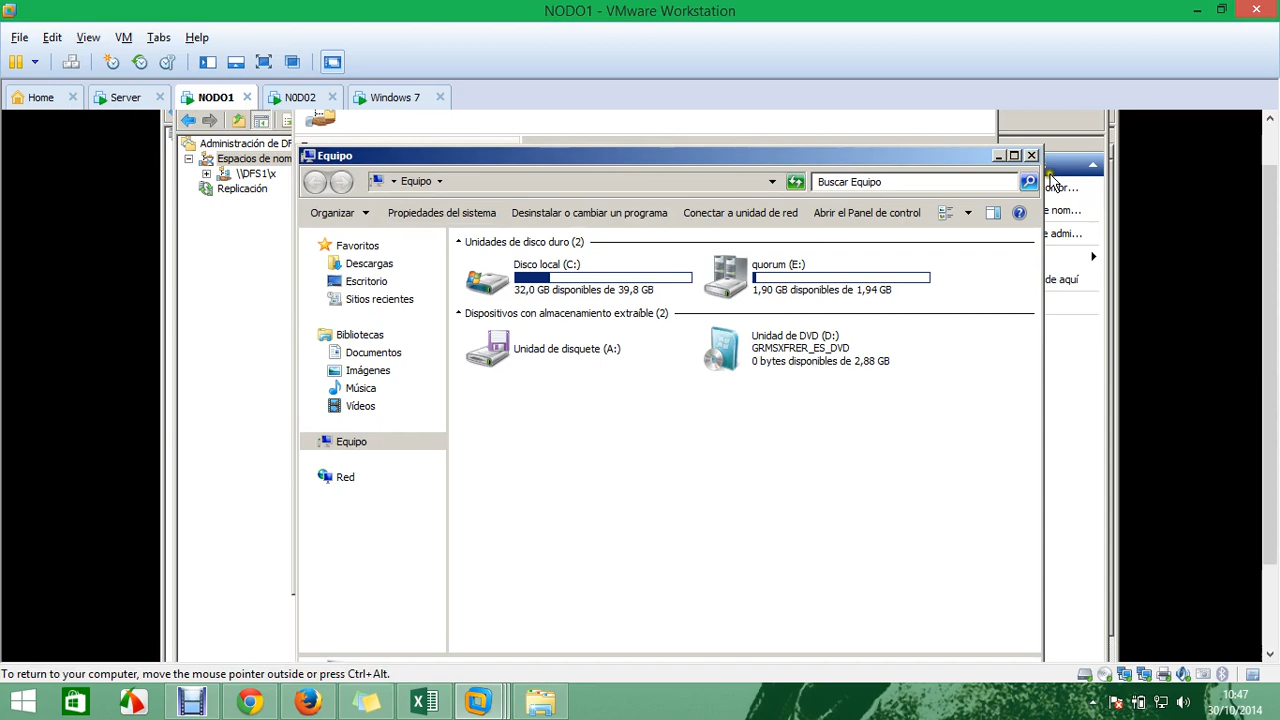 NODO1 - VMware Workstation
File Edit View VM Tabs Help
Home Server NODO1 N0D02 Windows 7
Administración de DF
Espacios de nom
\\DFS1\x
Replicación
Equipo
Equipo
Buscar Equipo
Organizar Propiedades del sistema Desinstalar o cambiar un programa Conectar a unidad de red Abrir el Panel de control
Favoritos
Descargas
Escritorio
Sitios recientes
Bibliotecas
Documentos
Imágenes
Música
Vídeos
Equipo
Red
Unidades de disco duro (2)
Disco local (C:)
32,0 GB disponibles de 39,8 GB
quorum (E:)
1,90 GB disponibles de 1,94 GB
Dispositivos con almacenamiento extraíble (2)
Unidad de disquete (A:)
Unidad de DVD (D:)
GRMSXFRER_ES_DVD
0 bytes disponibles de 2,88 GB
e nom...
e admi...
de aquí
To return to your computer, move the mouse pointer outside or press Ctrl+Alt.
10:47
30/10/2014